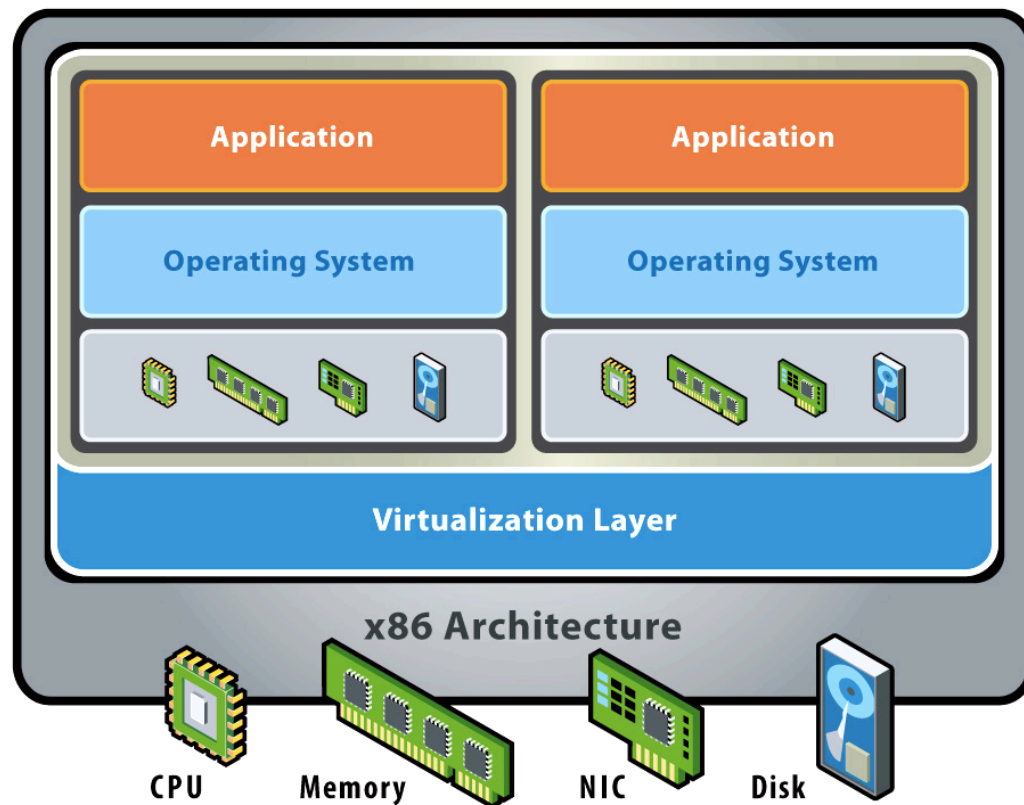 Application
Application
Operating System
Operating System
Virtualization Layer
x86 Architecture
CPU
Memory
NIC
Disk